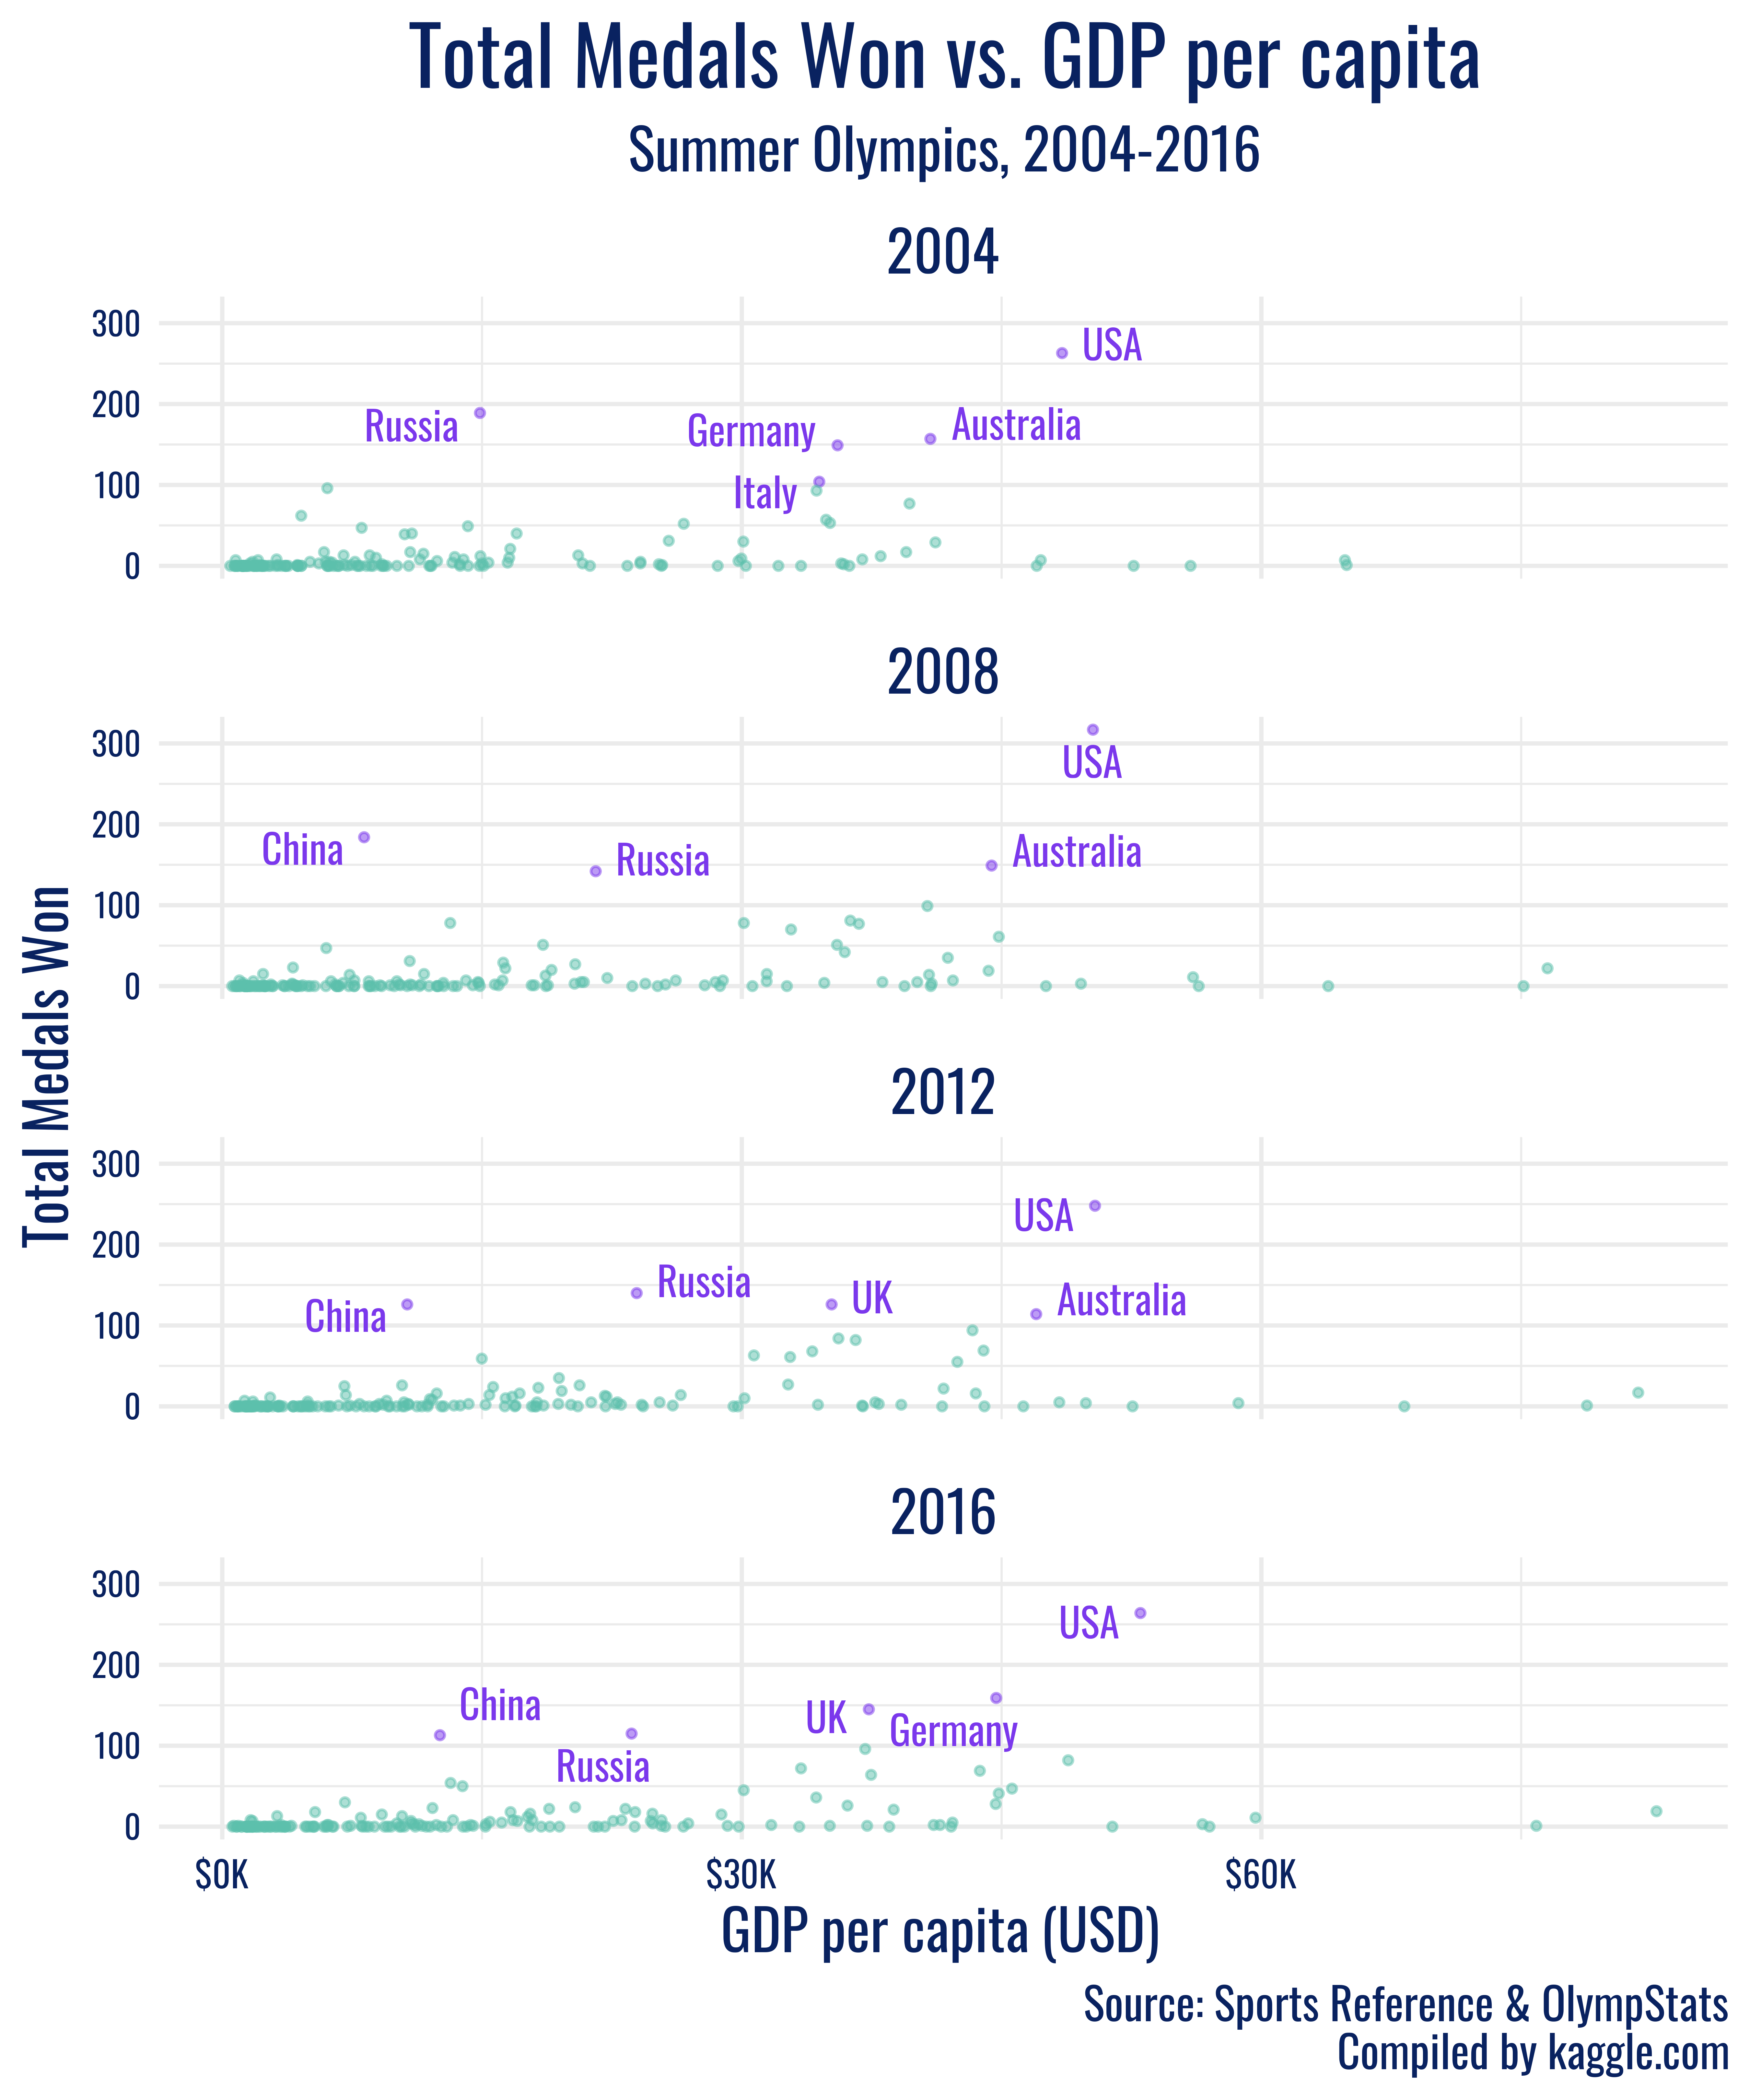 Total Medals Won vs. GDP per capita
Summer Olympics, 2004-2016
2004
300
200
100
0
USA
Russia
Germany
Australia
Italy
2008
300
200
100
0
USA
China
Russia
Australia
2012
300
200
100
0
USA
Russia
UK
Australia
China
2016
300
200
100
0
USA
China
UK
Germany
Russia
$0K
$30K
$60K
Total Medals Won
GDP per capita (USD)
Source: Sports Reference & OlympStats
Compiled by kaggle.com